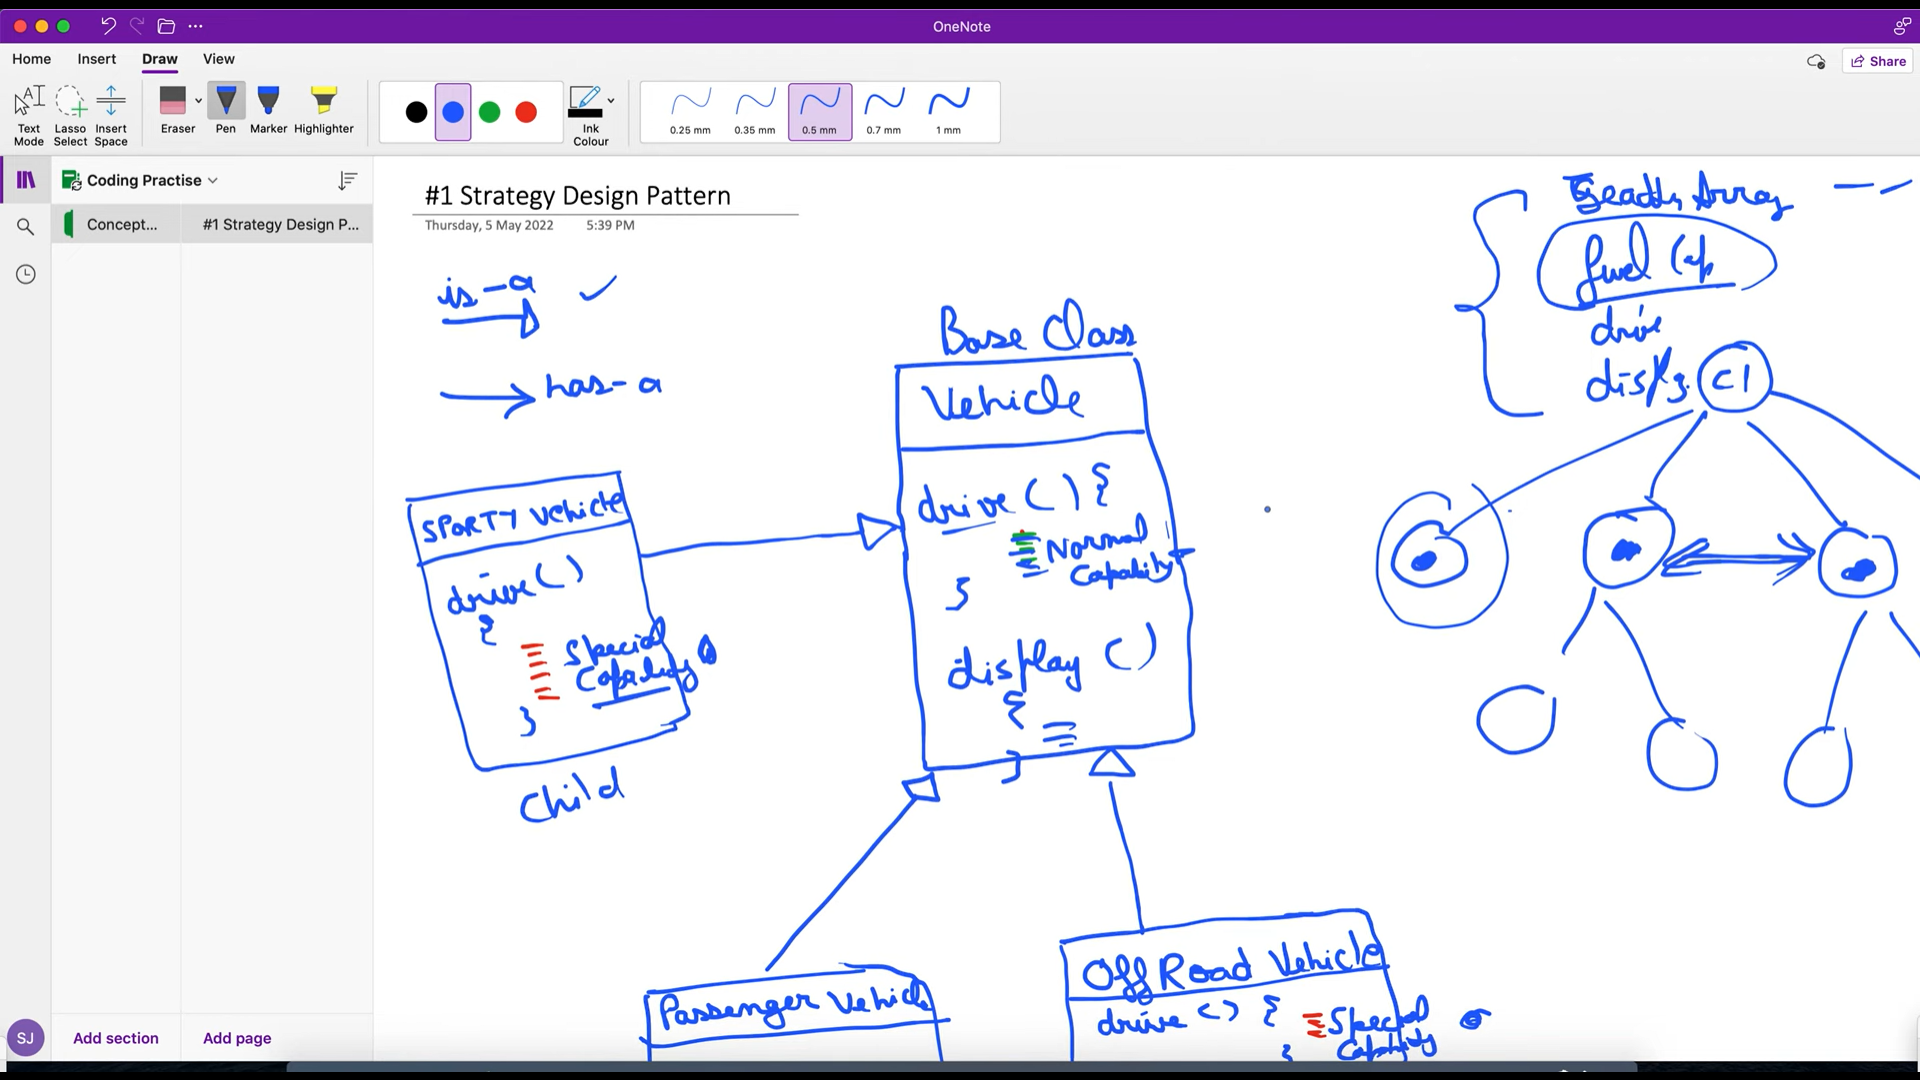 OneNote
Home
Insert
Draw
View
Share
Text
Mode
Lasso
Select
Insert
Space
Eraser
Pen
Marker
Highlighter
Ink
Colour
0.25 mm
0.35 mm
0.5 mm
0.7 mm
1 mm
Coding Practise
Concept...
#1 Strategy Design P...
#1 Strategy Design Pattern
Thursday, 5 May 2022
5:39 PM
is-a
has-a
Array
fuel Cap
drive
C1
Base Class
Vehicle
drive ( ) {
Normal
Capability
}
display ( )
{
}
SPORTY Vehicle
drive ( )
{
Special
Capability
}
Child
Passenger Vehicle
Off Road Vehicle
drive ( ) {
Special
Capability
}
SJ
Add section
Add page